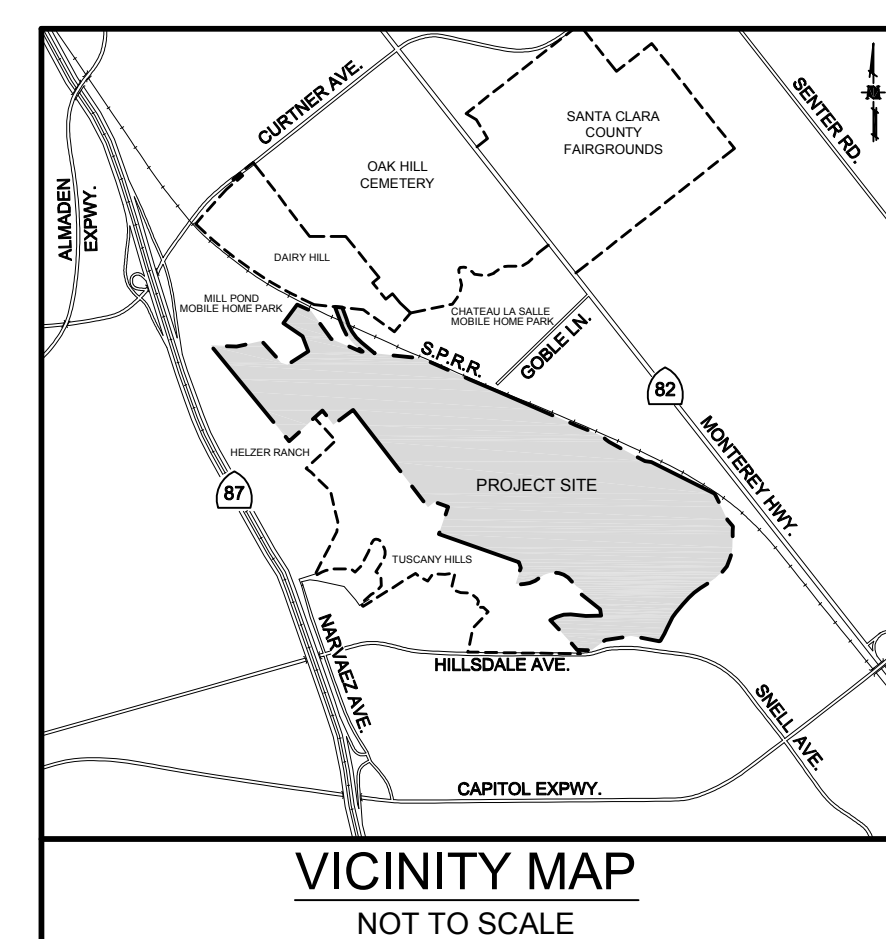 CURTNER AVE.
SENTER RD.
SANTA CLARA
COUNTY
FAIRGROUNDS
OAK HILL
CEMETERY
ALMADEN
EXPWY.
DAIRY HILL
MILL POND
MOBILE HOME PARK
CHATEAU LA SALLE
MOBILE HOME PARK
S.P.R.R.
GOBLE LN.
82
MONTEREY HWY.
HELZER RANCH
87
PROJECT SITE
TUSCANY HILLS
NARVAEZ AVE.
HILLSDALE AVE.
SNELL AVE.
CAPITOL EXPWY.
VICINITY MAP
NOT TO SCALE